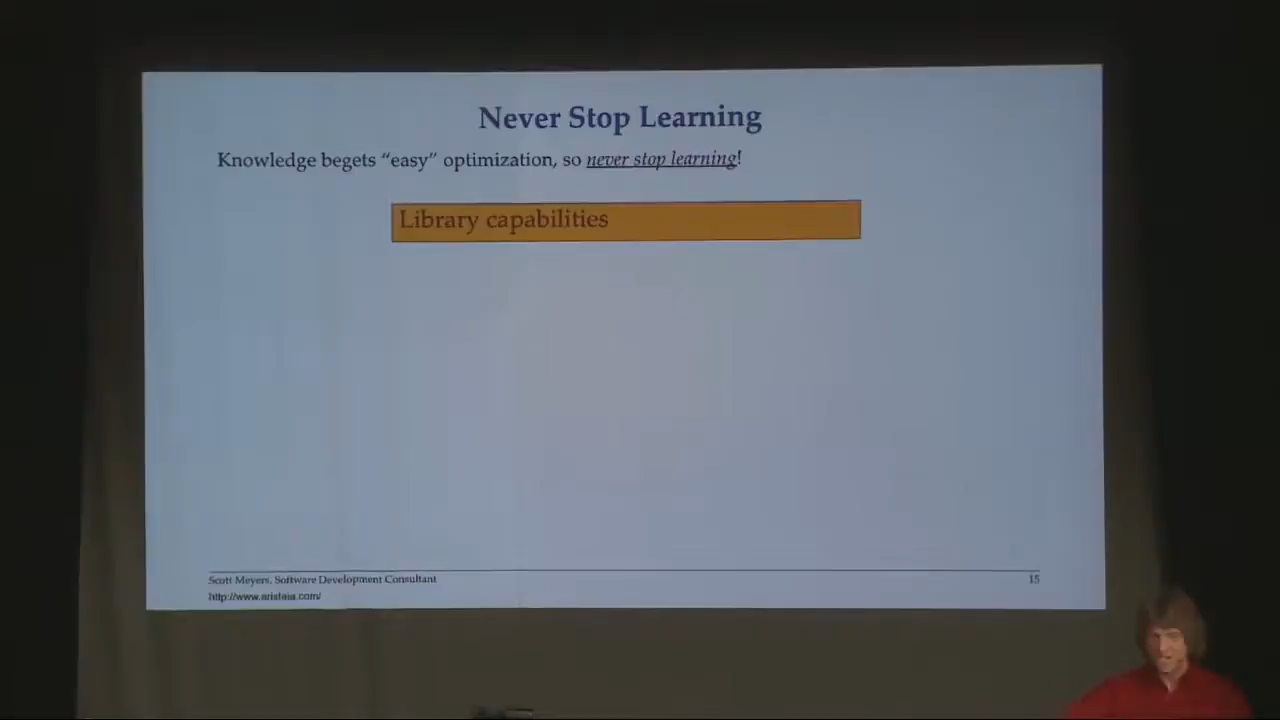 Never Stop Learning
Knowledge begets “easy” optimization, so never stop learning!
Library capabilities
Scott Meyers, Software Development Consultant
15
http://www.aristeia.com/